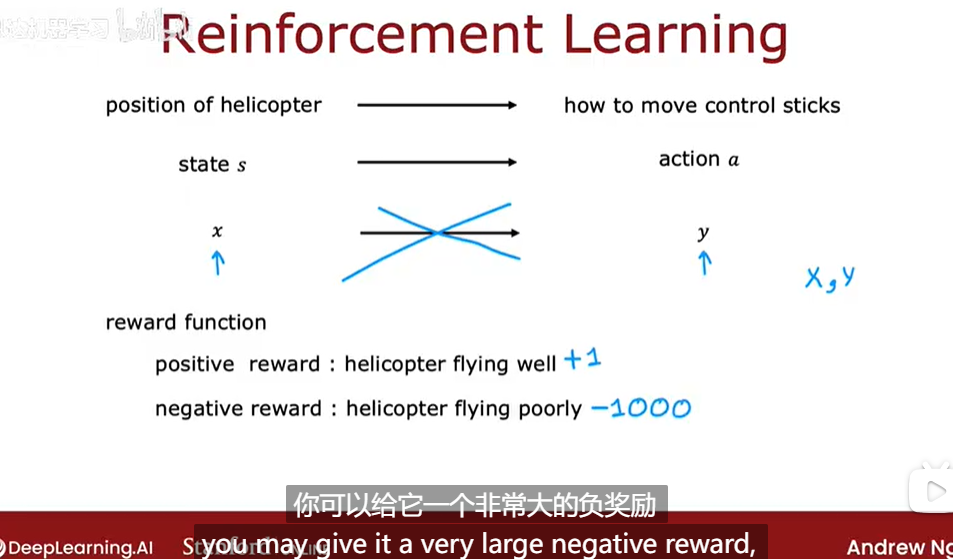 Reinforcement Learning
position of helicopter how to move control sticks
state s action a
x y
↑ ↑
X, Y
reward function
positive reward : helicopter flying well +1
negative reward : helicopter flying poorly -1000
你可以给它一个非常大的负奖励
you may give it a very large negative reward,
DeepLearning.AI Stanford ONLINE Andrew Ng